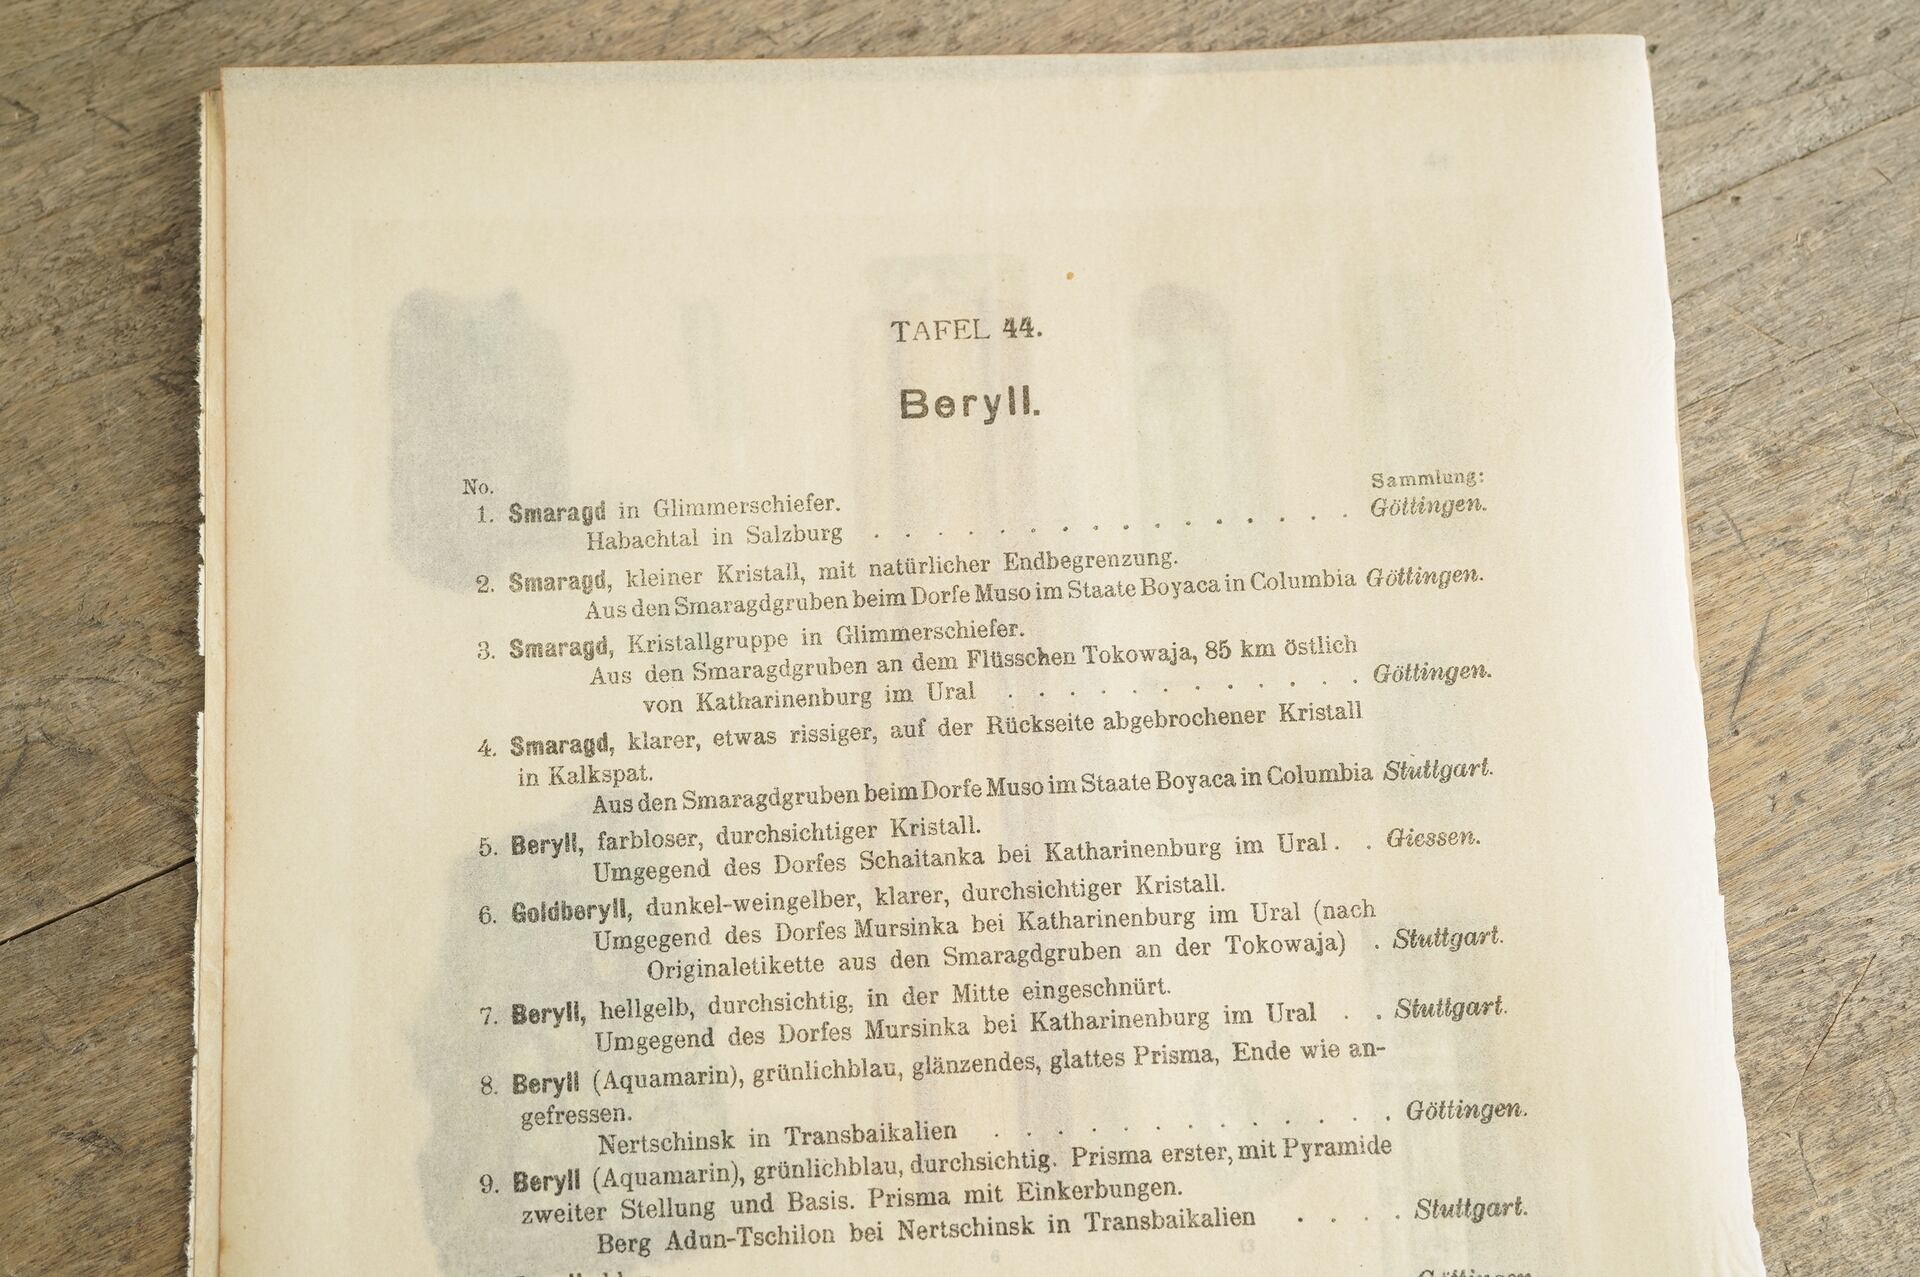 TAFEL 44.
Beryll.
No. Sammlung:
1. Smaragd in Glimmerschiefer.
Habachtal in Salzburg . . . . . . . . . . . . . . . . Göttingen.
2. Smaragd, kleiner Kristall, mit natürlicher Endbegrenzung.
Aus den Smaragdgruben beim Dorfe Muso im Staate Boyaca in Columbia Göttingen.
3. Smaragd, Kristallgruppe in Glimmerschiefer.
Aus den Smaragdgruben an dem Flüsschen Tokowaja, 85 km östlich
von Katharinenburg im Ural . . . . . . . . . . . . Göttingen.
4. Smaragd, klarer, etwas rissiger, auf der Rückseite abgebrochener Kristall
in Kalkspat.
Aus den Smaragdgruben beim Dorfe Muso im Staate Boyaca in Columbia Stuttgart.
5. Beryll, farbloser, durchsichtiger Kristall.
Umgegend des Dorfes Schaitanka bei Katharinenburg im Ural . . Giessen.
6. Goldberyll, dunkel-weingelber, klarer, durchsichtiger Kristall.
Umgegend des Dorfes Mursinka bei Katharinenburg im Ural (nach
Originaletikette aus den Smaragdgruben an der Tokowaja) . Stuttgart.
7. Beryll, hellgelb, durchsichtig, in der Mitte eingeschnürt.
Umgegend des Dorfes Mursinka bei Katharinenburg im Ural . . Stuttgart.
8. Beryll (Aquamarin), grünlichblau, glänzendes, glattes Prisma, Ende wie an-
gefressen.
Nertschinsk in Transbaikalien . . . . . . . . . . . . . Göttingen.
9. Beryll (Aquamarin), grünlichblau, durchsichtig. Prisma erster, mit Pyramide
zweiter Stellung und Basis. Prisma mit Einkerbungen.
Berg Adun-Tschilon bei Nertschinsk in Transbaikalien . . . . Stuttgart.